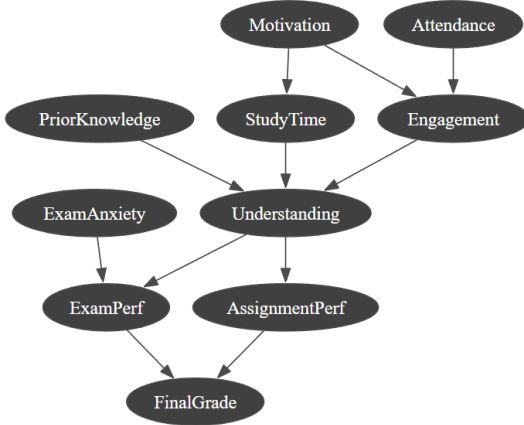 Motivation
Attendance
PriorKnowledge
StudyTime
Engagement
ExamAnxiety
Understanding
ExamPerf
AssignmentPerf
FinalGrade